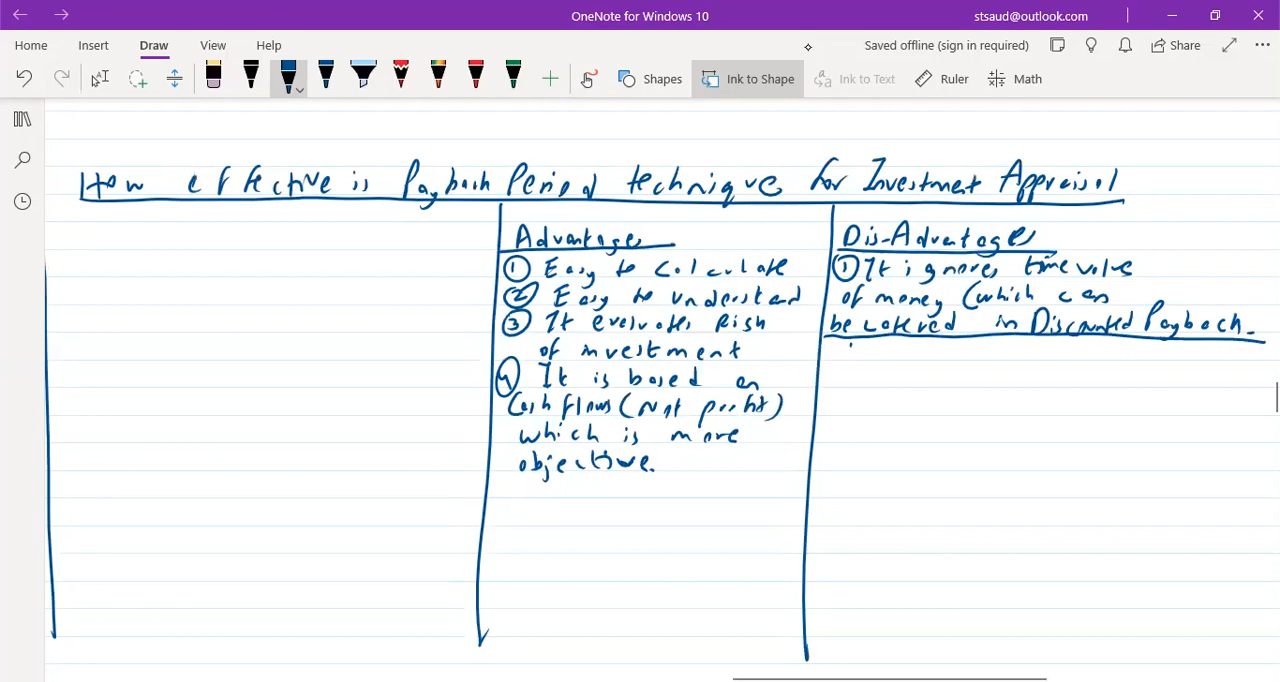 OneNote for Windows 10
stsaud@outlook.com
Home Insert Draw View Help
Saved offline (sign in required)
Share
Shapes
Ink to Shape
Ink to Text
Ruler
Math
How effective is Payback Period technique for Investment Appraisal
Advantages
① Easy to calculate
② Easy to understand
③ It evaluates Risk
of investment
④ It is based on
Cash flows (Not profit)
which is more
objective.
Dis-Advantages
① It ignores time value
of money (which can
be catered in Discounted Payback.